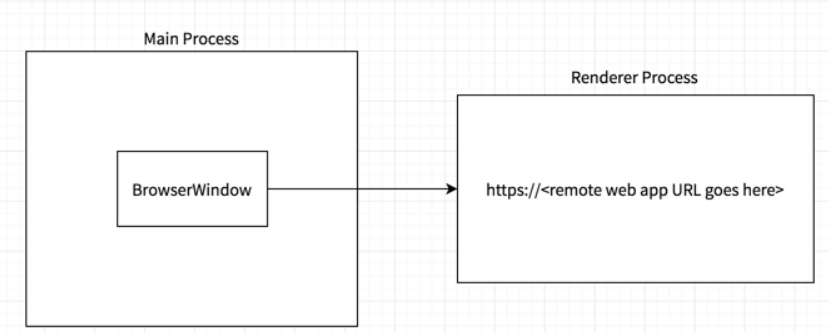 Main Process
Renderer Process
BrowserWindow
https://<remote web app URL goes here>